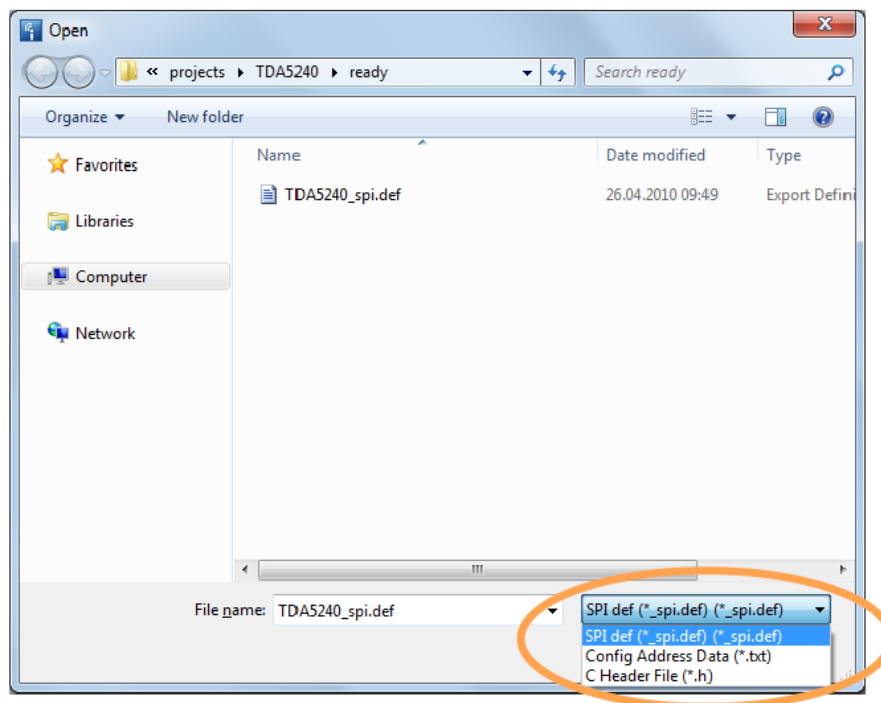 Open
« projects ▸ TDA5240 ▸ ready
Search ready
Organize
New folder
Name
Date modified
Type
Favorites
TDA5240_spi.def
26.04.2010 09:49
Export Defini
Libraries
Computer
Network
File name: TDA5240_spi.def
SPI def (*_spi.def) (*_spi.def)
SPI def (*_spi.def) (*_spi.def)
Config Address Data (*.txt)
C Header File (*.h)